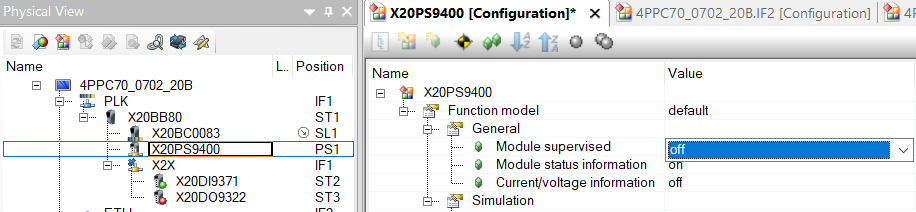 Physical View
Name L.. Position
4PPC70_0702_20B
PLK IF1
X20BB80 ST1
X20BC0083 SL1
X20PS9400 PS1
X2X IF1
X20DI9371 ST2
X20DO9322 ST3
X20PS9400 [Configuration]*
4PPC70_0702_20B.IF2 [Configuration]
Name Value
X20PS9400
Function model default
General
Module supervised off
Module status information on
Current/voltage information off
Simulation